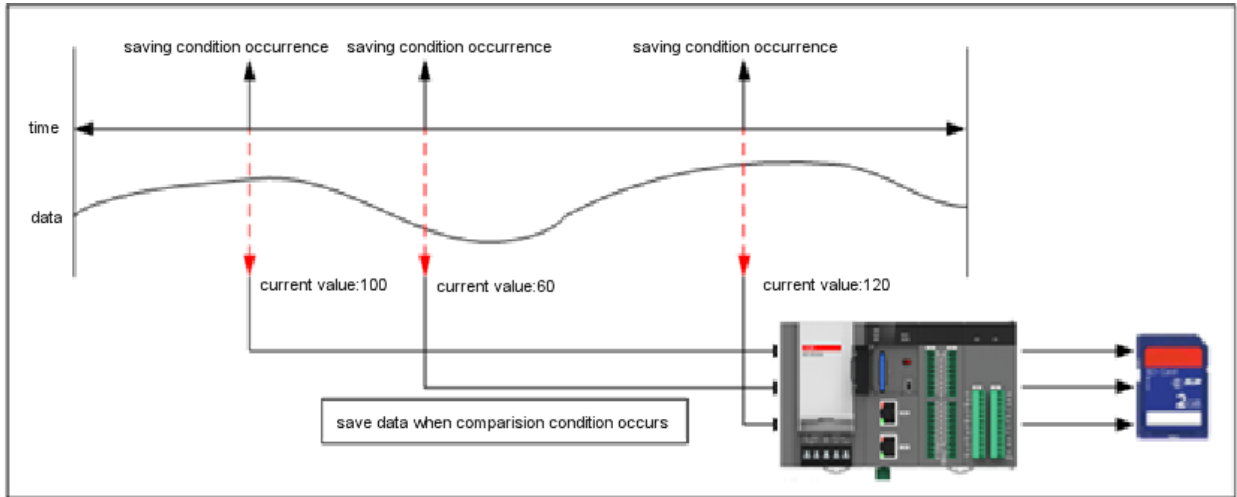 saving condition occurrence saving condition occurrence saving condition occurrence
time
data
current value:100 current value:60 current value:120
save data when comparision condition occurs
2